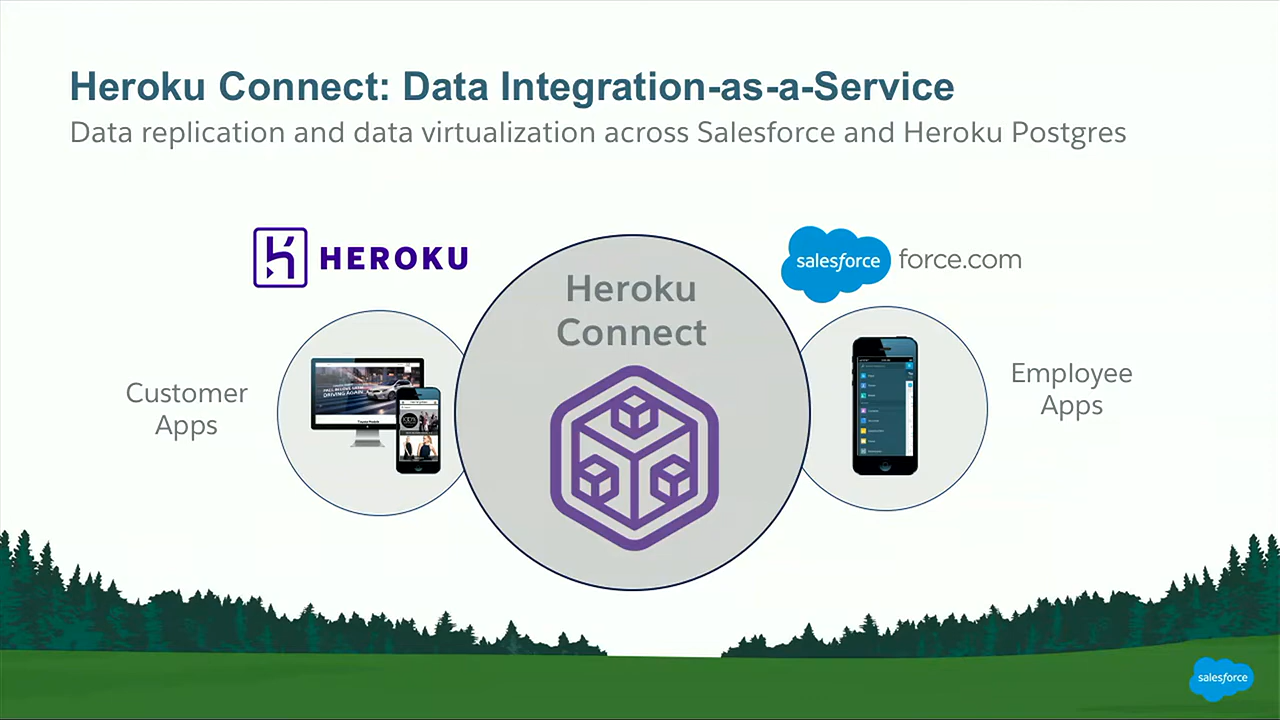 Heroku Connect: Data Integration-as-a-Service
Data replication and data virtualization across Salesforce and Heroku Postgres
HEROKU
salesforce
force.com
Heroku
Connect
Customer
Apps
Employee
Apps
salesforce